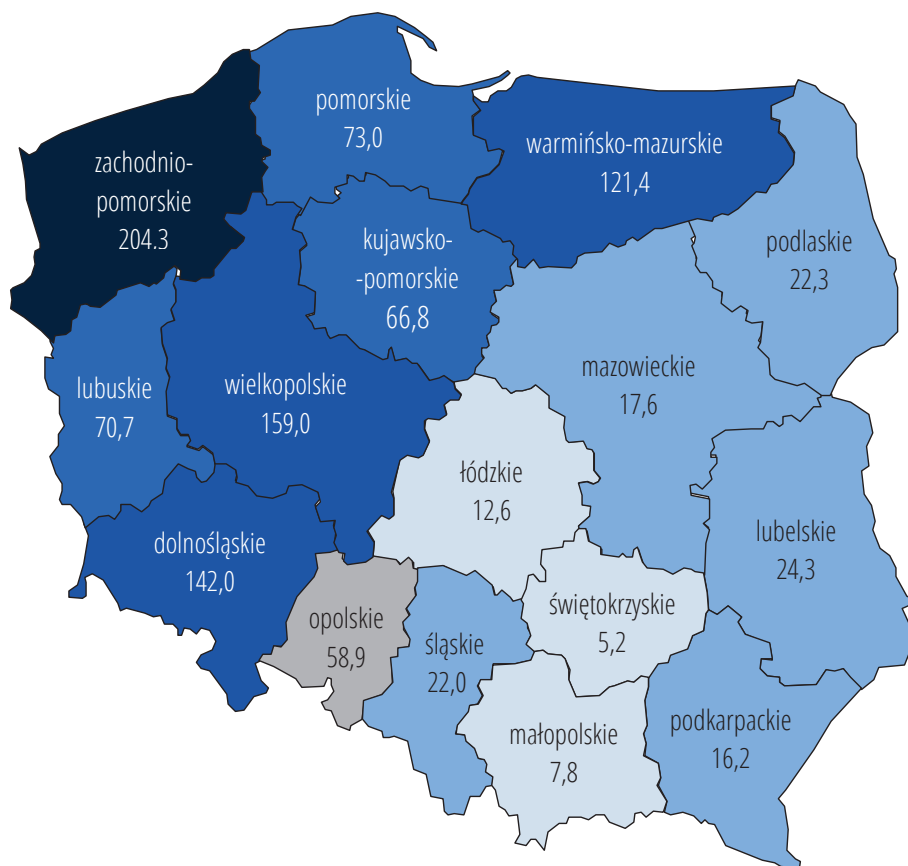 pomorskie
73,0
warmińsko-mazurskie
121,4
zachodnio-
pomorskie
204.3
kujawsko-
-pomorskie
66,8
podlaskie
22,3
mazowieckie
17,6
lubuskie
70,7
wielkopolskie
159,0
łódzkie
12,6
lubelskie
24,3
dolnośląskie
142,0
opolskie
58,9
śląskie
22,0
świętokrzyskie
5,2
małopolskie
7,8
podkarpackie
16,2